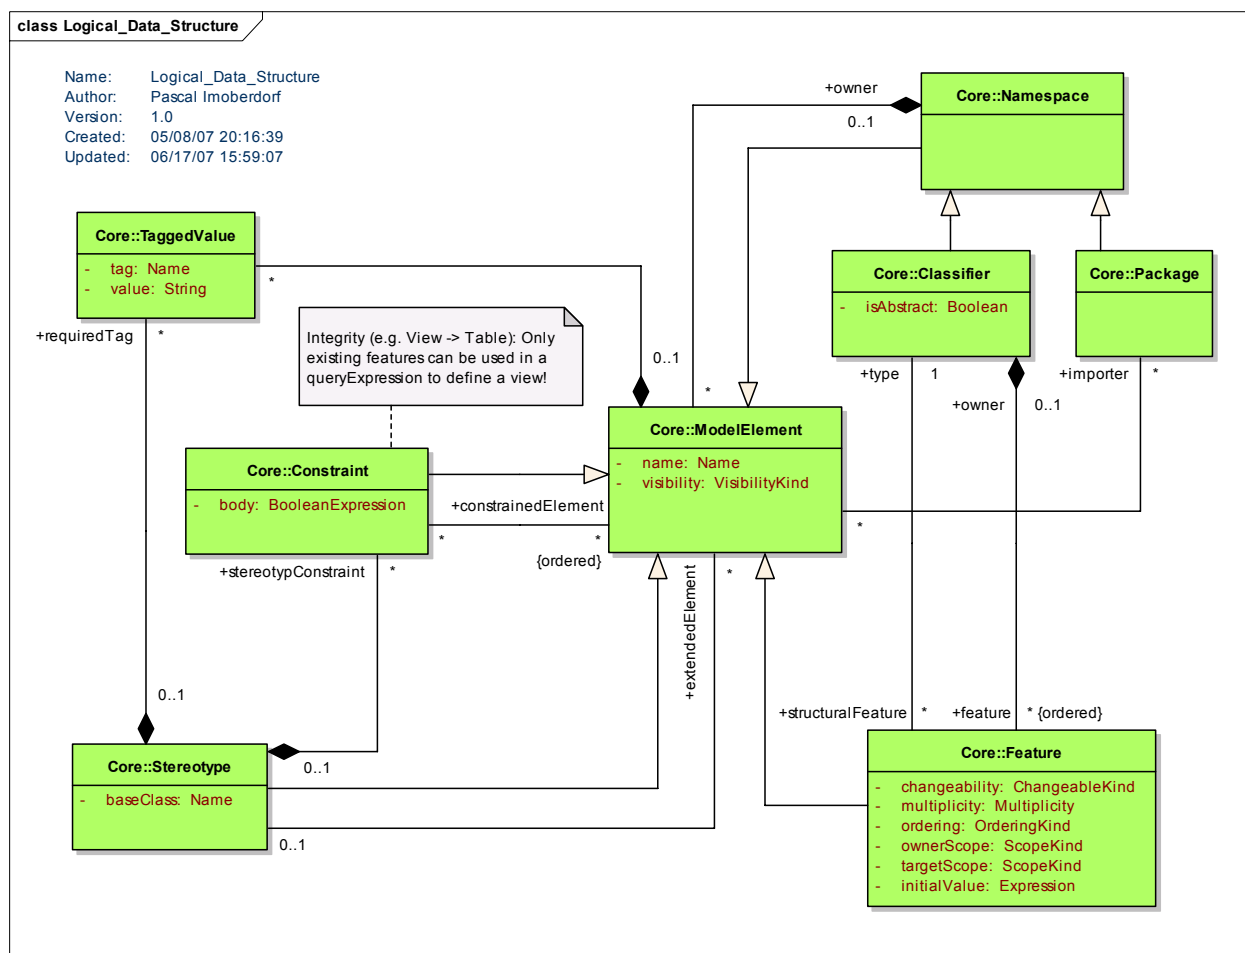 class Logical_Data_Structure
Name: Logical_Data_Structure
Author: Pascal Imoberdorf
Version: 1.0
Created: 05/08/07 20:16:39
Updated: 06/17/07 15:59:07
+owner
0..1
Core::Namespace
Core::TaggedValue
- tag: Name
- value: String
*
+requiredTag
*
Integrity (e.g. View -> Table): Only
existing features can be used in a
queryExpression to define a view!
0..1
*
Core::Classifier
- isAbstract: Boolean
Core::Package
+type
1
+owner
0..1
+importer
*
Core::ModelElement
- name: Name
- visibility: VisibilityKind
Core::Constraint
- body: BooleanExpression
+constrainedElement
*
*
{ordered}
*
+stereotypConstraint
*
+extendedElement
*
0..1
0..1
0..1
Core::Stereotype
- baseClass: Name
+structuralFeature
*
+feature
* {ordered}
Core::Feature
- changeability: ChangeableKind
- multiplicity: Multiplicity
- ordering: OrderingKind
- ownerScope: ScopeKind
- targetScope: ScopeKind
- initialValue: Expression